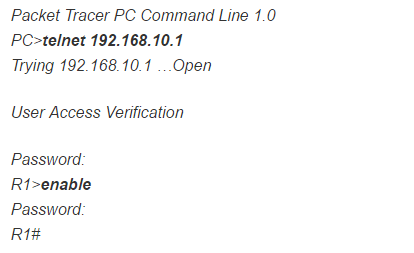 Packet Tracer PC Command Line 1.0
PC>telnet 192.168.10.1
Trying 192.168.10.1 …Open
User Access Verification
Password:
R1>enable
Password:
R1#